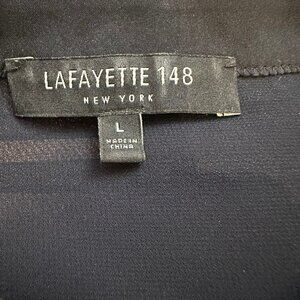 LAFAYETTE 148
NEW YORK
L
MADE IN
CHINA